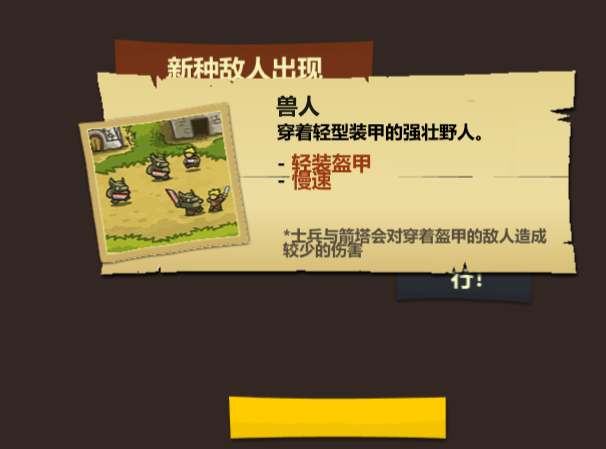 新种敌人出现
兽人
穿着轻型装甲的强壮野人。
- 轻装盔甲
- 慢速
*士兵与箭塔会对穿着盔甲的敌人造成
较少的伤害
行!